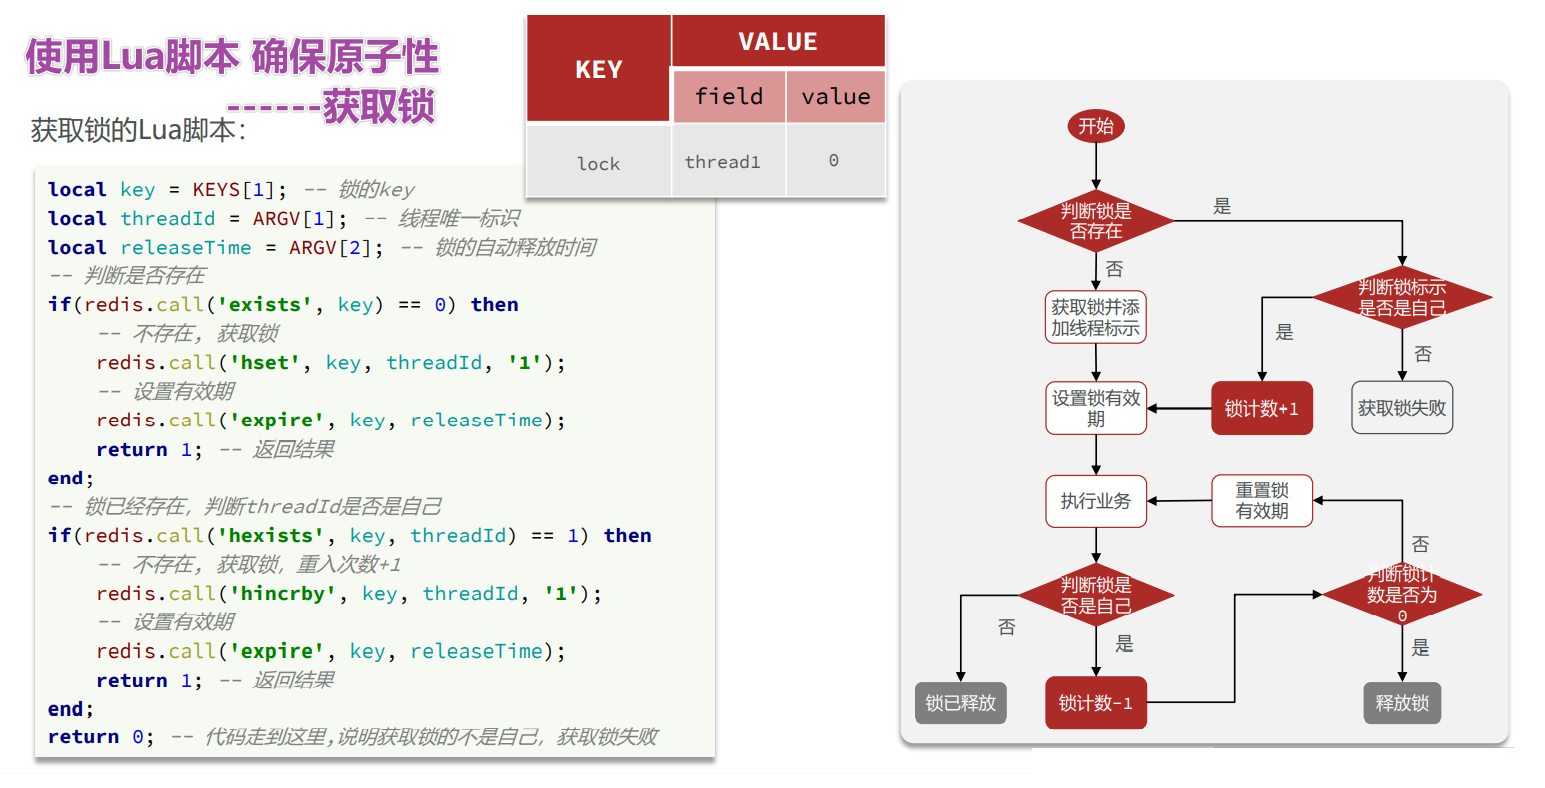 使用Lua脚本 确保原子性
------获取锁
获取锁的Lua脚本：
KEY
VALUE
field
value
lock
thread1
0
local key = KEYS[1]; -- 锁的key
local threadId = ARGV[1]; -- 线程唯一标识
local releaseTime = ARGV[2]; -- 锁的自动释放时间
-- 判断是否存在
if(redis.call('exists', key) == 0) then
    -- 不存在, 获取锁
    redis.call('hset', key, threadId, '1');
    -- 设置有效期
    redis.call('expire', key, releaseTime);
    return 1; -- 返回结果
end;
-- 锁已经存在，判断threadId是否是自己
if(redis.call('hexists', key, threadId) == 1) then
    -- 不存在, 获取锁，重入次数+1
    redis.call('hincrby', key, threadId, '1');
    -- 设置有效期
    redis.call('expire', key, releaseTime);
    return 1; -- 返回结果
end;
return 0; -- 代码走到这里,说明获取锁的不是自己，获取锁失败
开始
判断锁是
否存在
是
否
获取锁并添
加线程标示
判断锁标示
是否是自己
是
否
设置锁有效
期
锁计数+1
获取锁失败
执行业务
重置锁
有效期
否
判断锁是
否是自己
判断锁计
数是否为
0
否
是
是
锁已释放
锁计数-1
释放锁